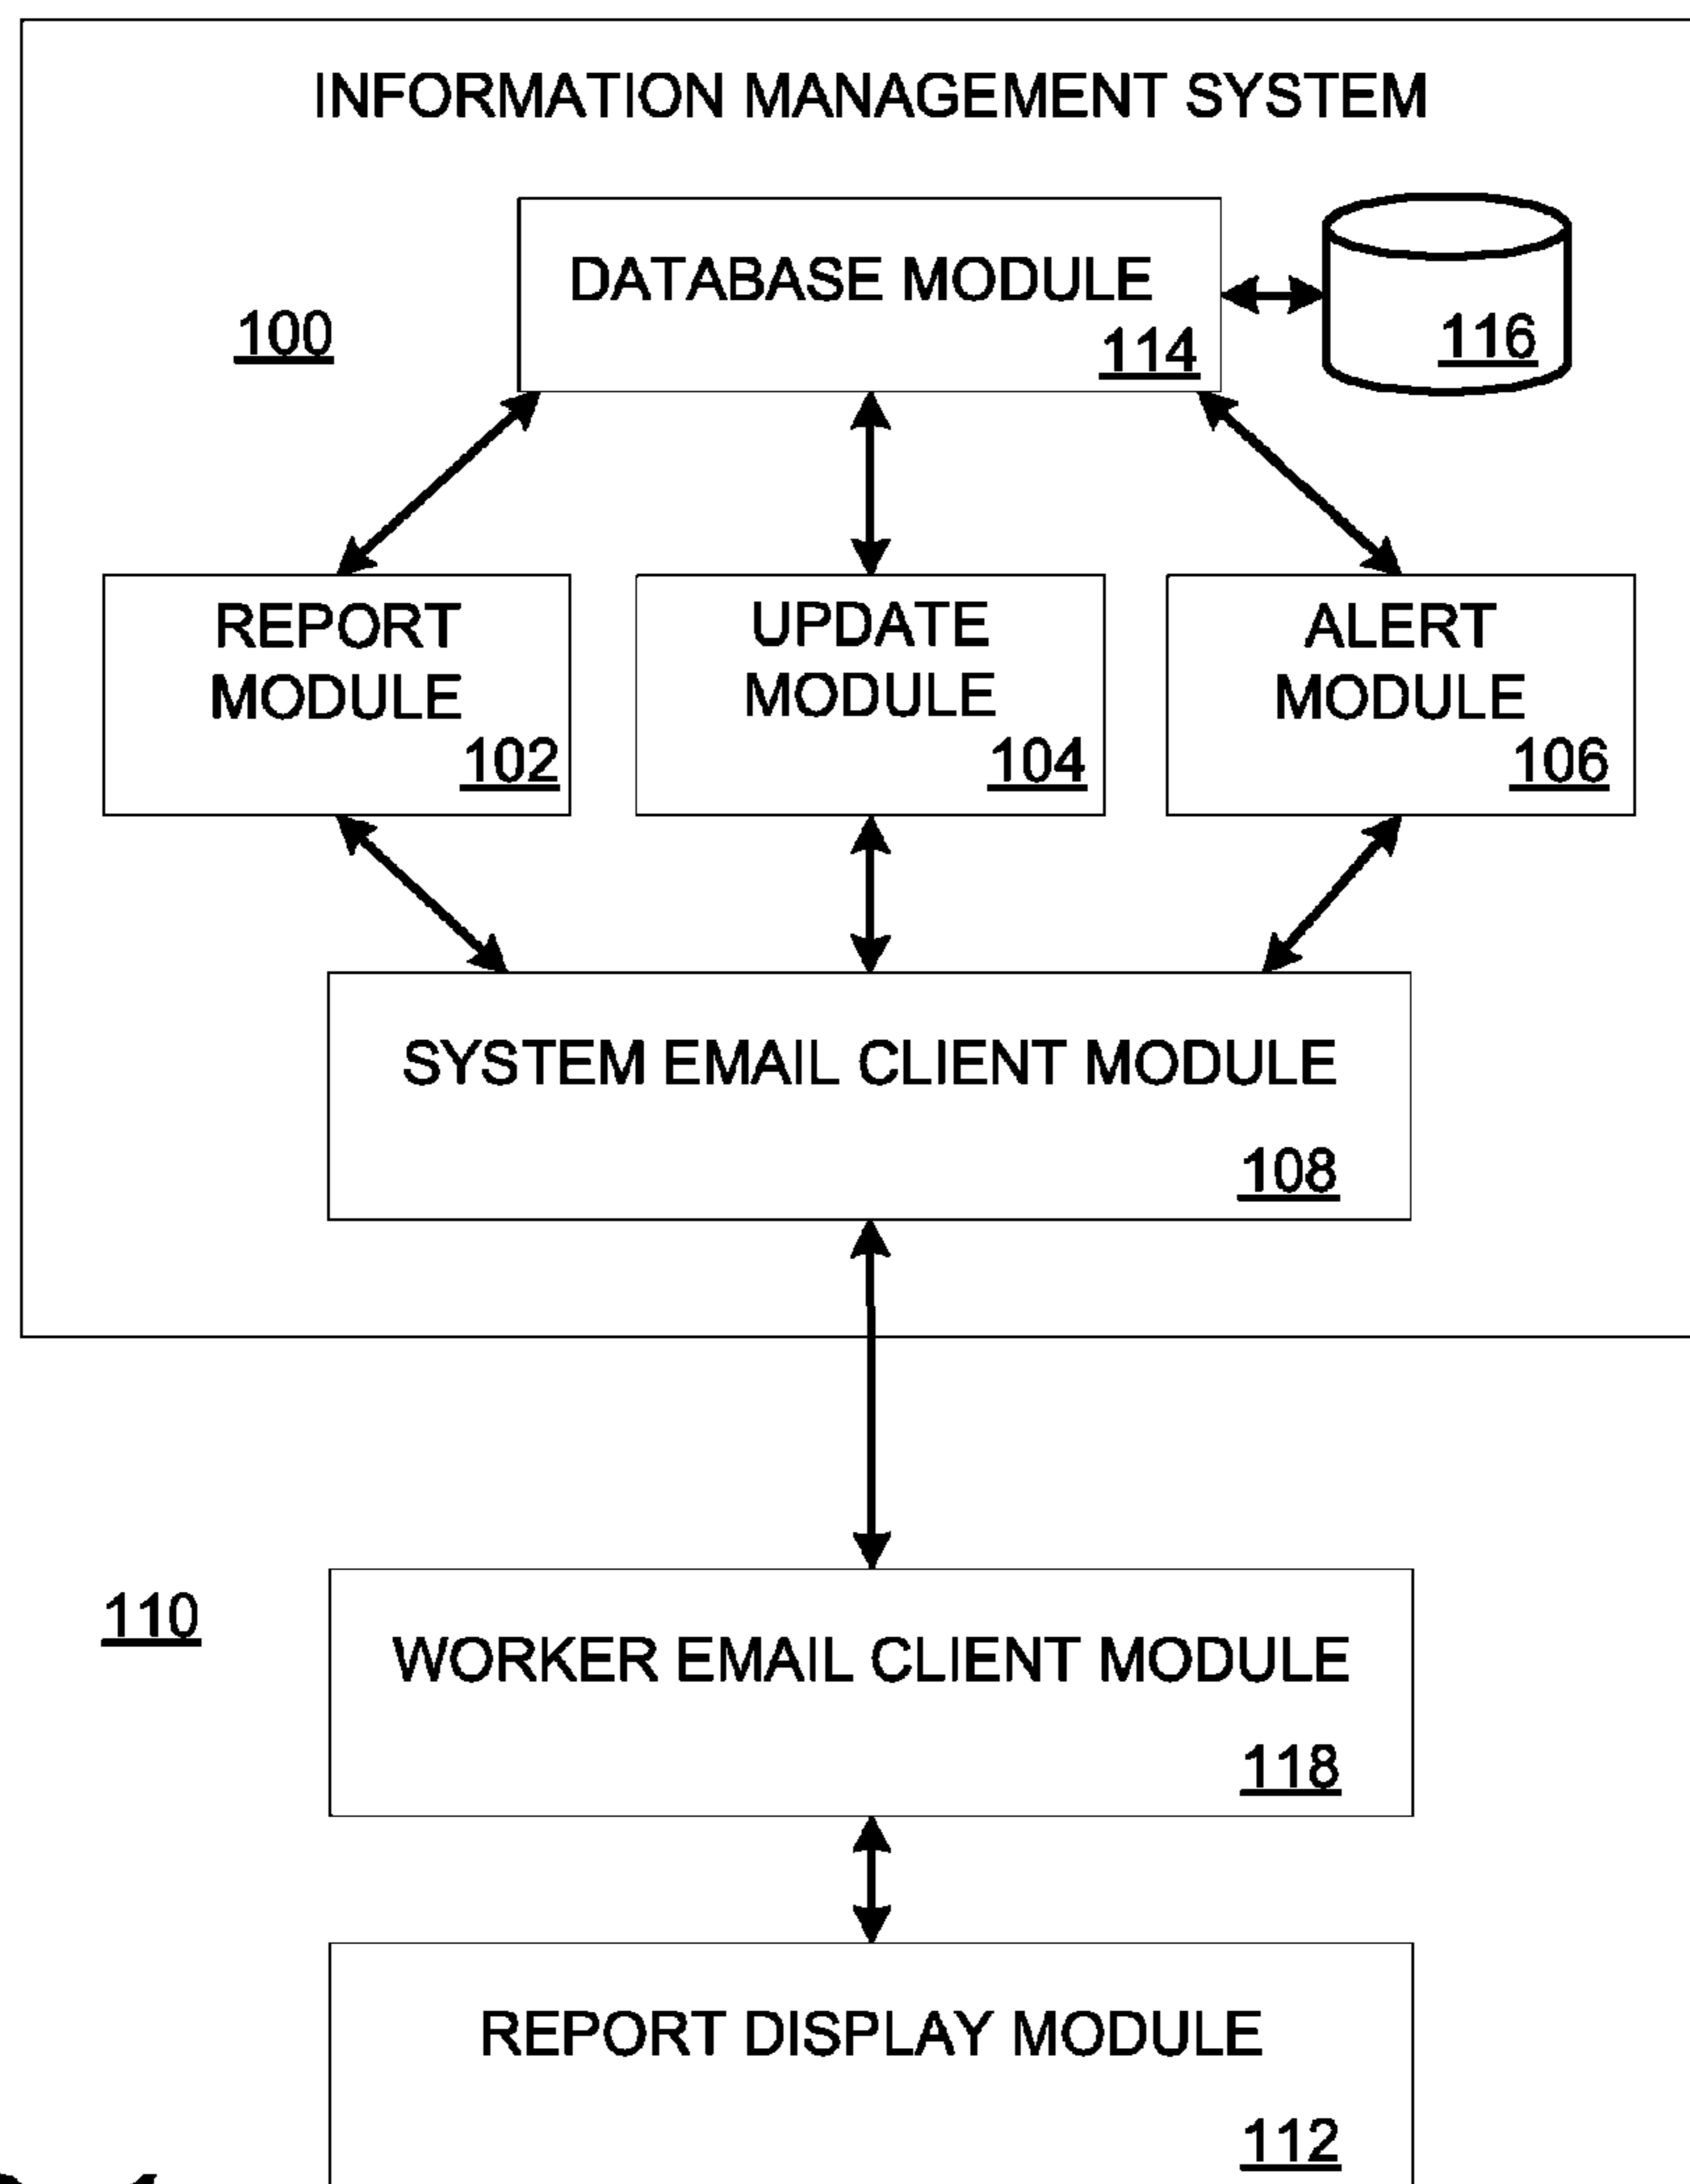 INFORMATION MANAGEMENT SYSTEM
DATABASE MODULE
114
116
100
REPORT
MODULE
102
UPDATE
MODULE
104
ALERT
MODULE
106
SYSTEM EMAIL CLIENT MODULE
108
110
WORKER EMAIL CLIENT MODULE
118
REPORT DISPLAY MODULE
112